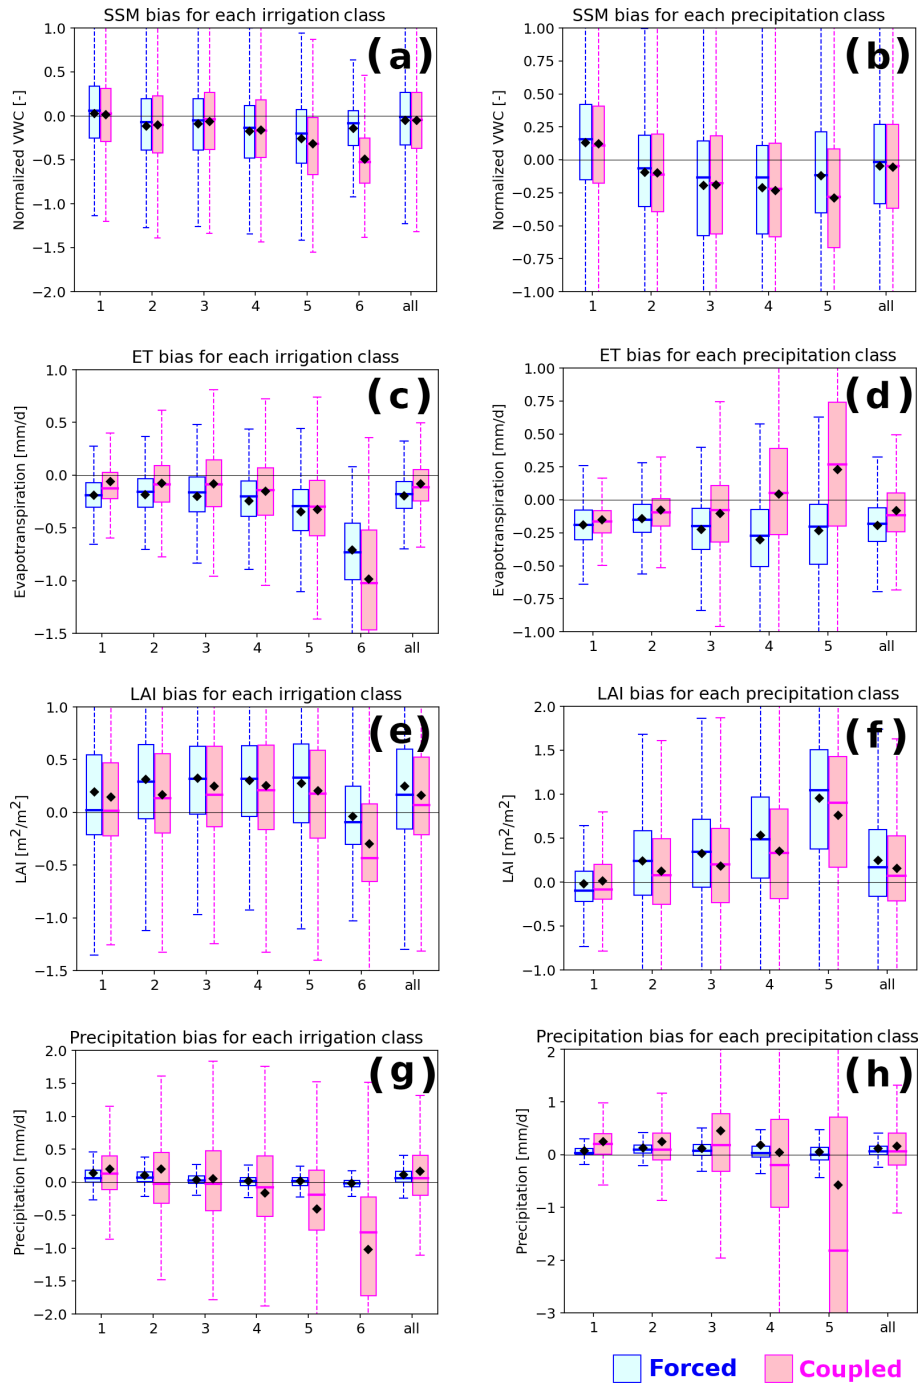 SSM bias for each irrigation class
(a)
Normalized VWC [-]
1.0
0.5
0.0
−0.5
−1.0
−1.5
−2.0
1 2 3 4 5 6 all
SSM bias for each precipitation class
(b)
Normalized VWC [-]
1.00
0.75
0.50
0.25
0.00
−0.25
−0.50
−0.75
−1.00
1 2 3 4 5 all
ET bias for each irrigation class
(c)
Evapotranspiration [mm/d]
1.0
0.5
0.0
−0.5
−1.0
−1.5
1 2 3 4 5 6 all
ET bias for each precipitation class
(d)
Evapotranspiration [mm/d]
1.00
0.75
0.50
0.25
0.00
−0.25
−0.50
−0.75
−1.00
1 2 3 4 5 all
LAI bias for each irrigation class
(e)
LAI [m²/m²]
1.0
0.5
0.0
−0.5
−1.0
−1.5
1 2 3 4 5 6 all
LAI bias for each precipitation class
(f)
LAI [m²/m²]
2.0
1.5
1.0
0.5
0.0
−0.5
−1.0
1 2 3 4 5 all
Precipitation bias for each irrigation class
(g)
Precipitation [mm/d]
2.0
1.5
1.0
0.5
0.0
−0.5
−1.0
−1.5
−2.0
1 2 3 4 5 6 all
Precipitation bias for each precipitation class
(h)
Precipitation [mm/d]
2
1
0
−1
−2
−3
1 2 3 4 5 all
Forced Coupled